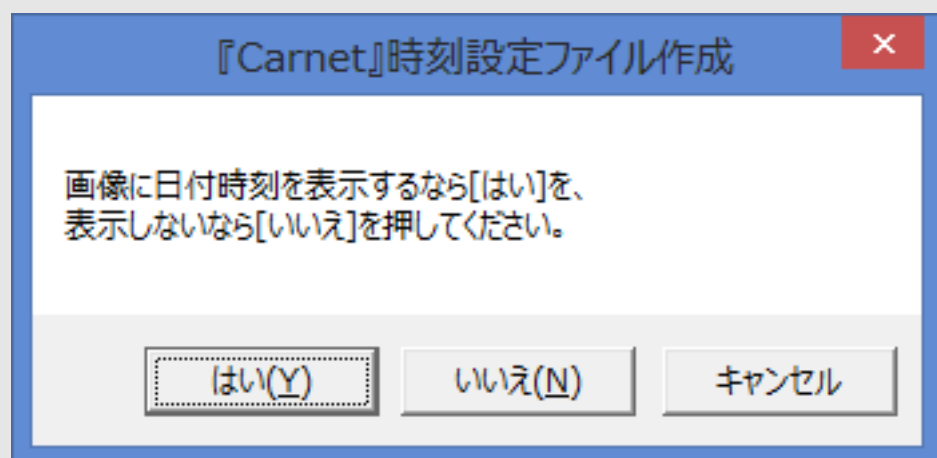 『Carnet』時刻設定ファイル作成
画像に日付時刻を表示するなら[はい]を、
表示しないなら[いいえ]を押してください。
はい(Y) いいえ(N) キャンセル